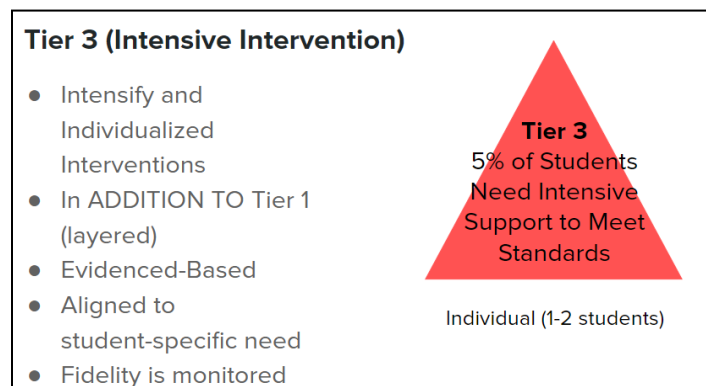 Tier 3 (Intensive Intervention)
● Intensify and
Individualized
Interventions
● In ADDITION TO Tier 1
(layered)
● Evidenced-Based
● Aligned to
student-specific need
● Fidelity is monitored
Tier 3
5% of Students
Need Intensive
Support to Meet
Standards
Individual (1-2 students)